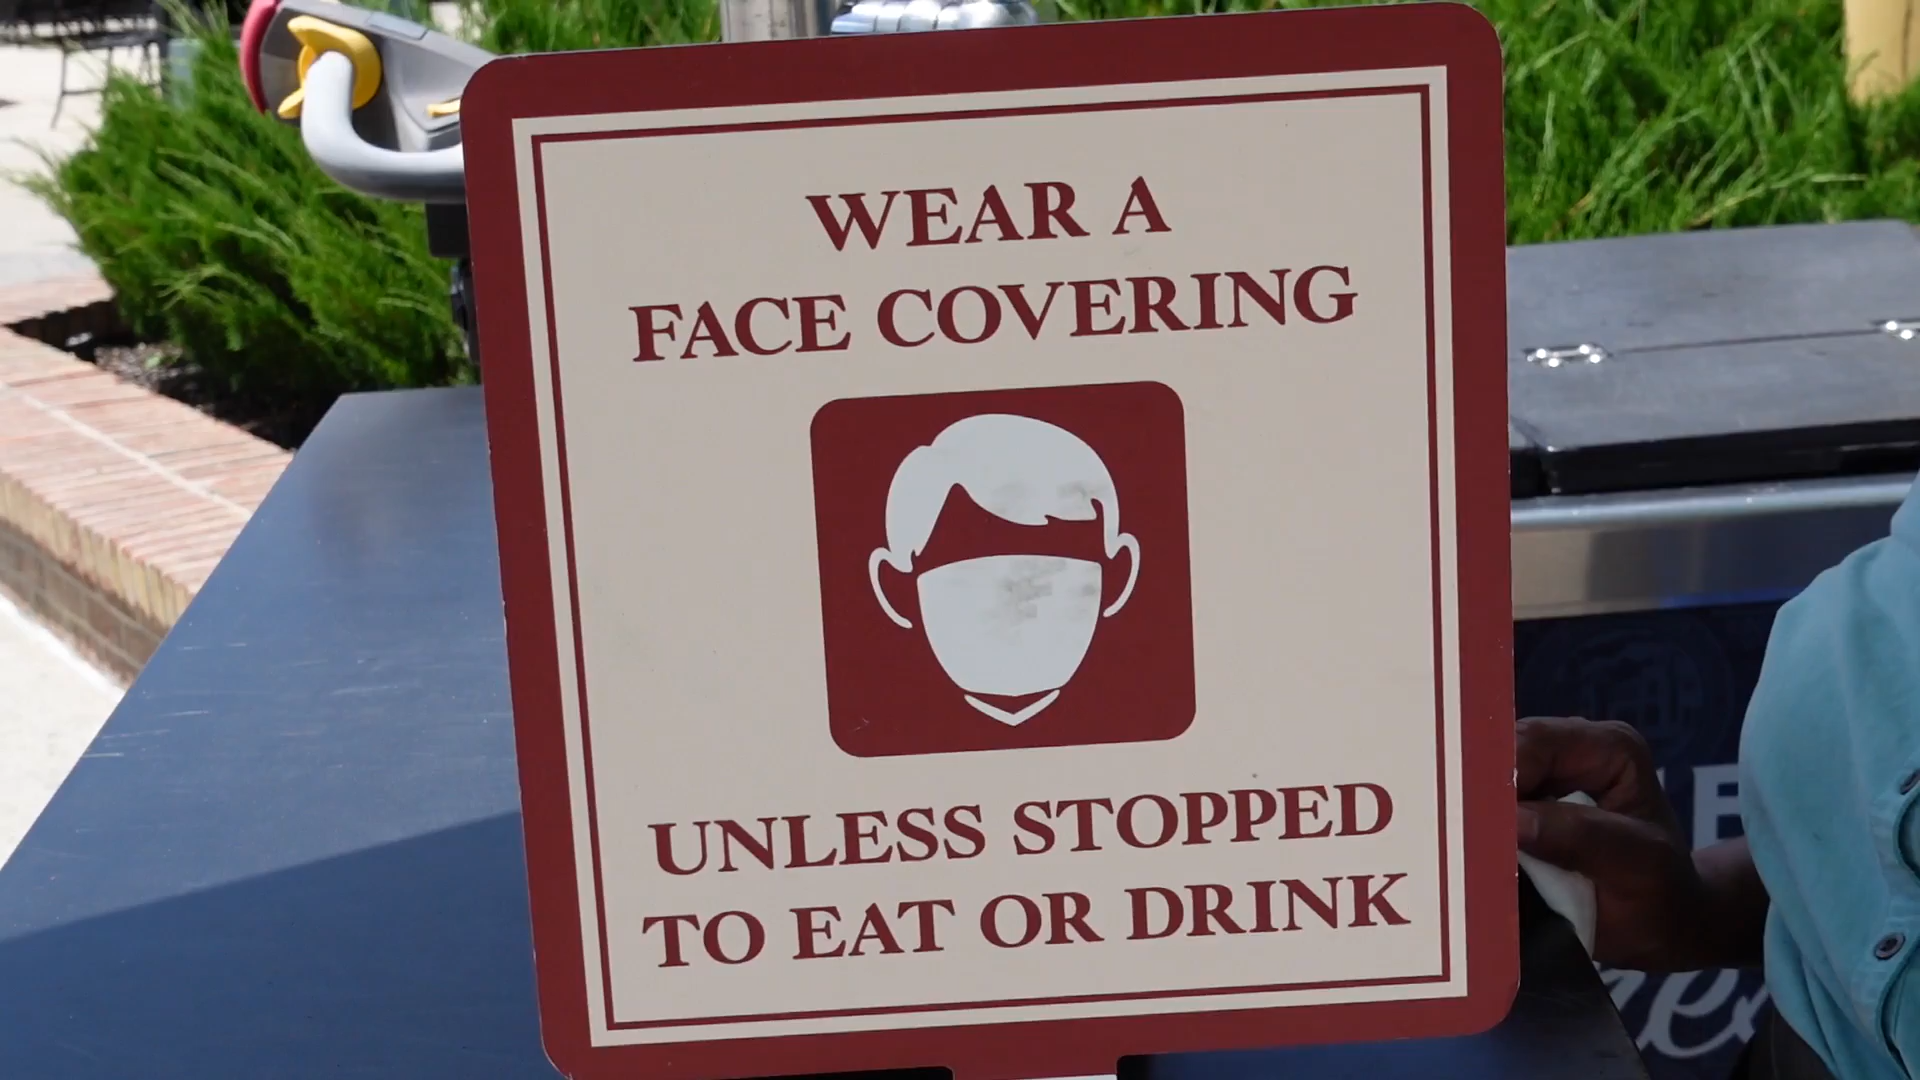 WEAR A
FACE COVERING
UNLESS STOPPED
TO EAT OR DRINK